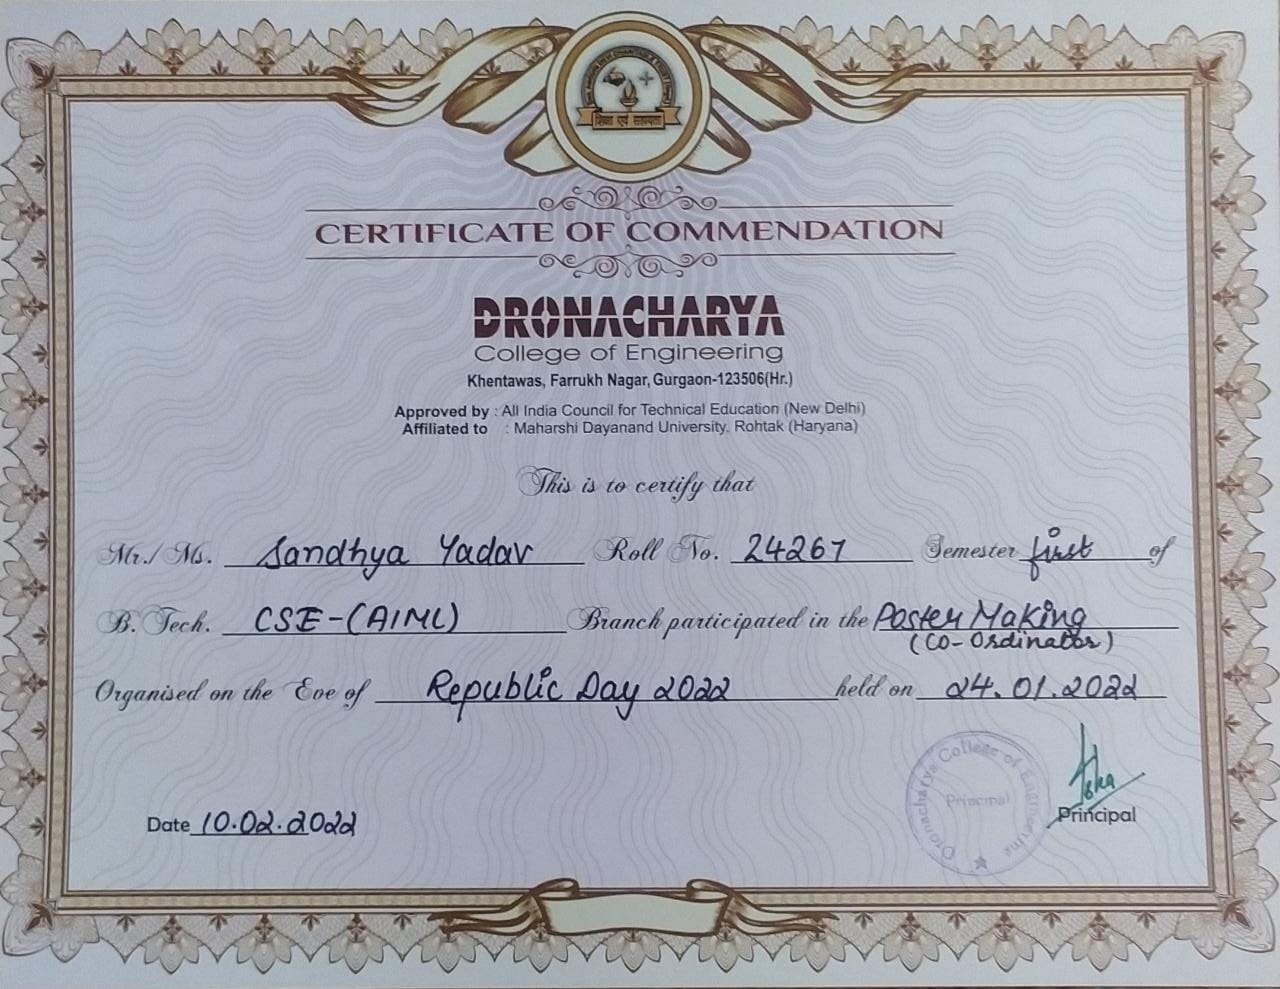 शिक्षा एवं सहायता
CERTIFICATE OF COMMENDATION
DRONACHARYA
College of Engineering
Khentawas, Farrukh Nagar, Gurgaon-123506(Hr.)
Approved by : All India Council for Technical Education (New Delhi)
Affiliated to : Maharshi Dayanand University, Rohtak (Haryana)
This is to certify that
Mr./ Ms. Sandhya Yadav Roll No. 24267 Semester first of
B. Tech. CSE-(AIML) Branch participated in the Poster Making
(Co-Ordinator)
Organised on the Eve of Republic Day 2022 held on 24.01.2022
Dronacharya College of Engineering
Principal
Date 10.02.2022
Principal